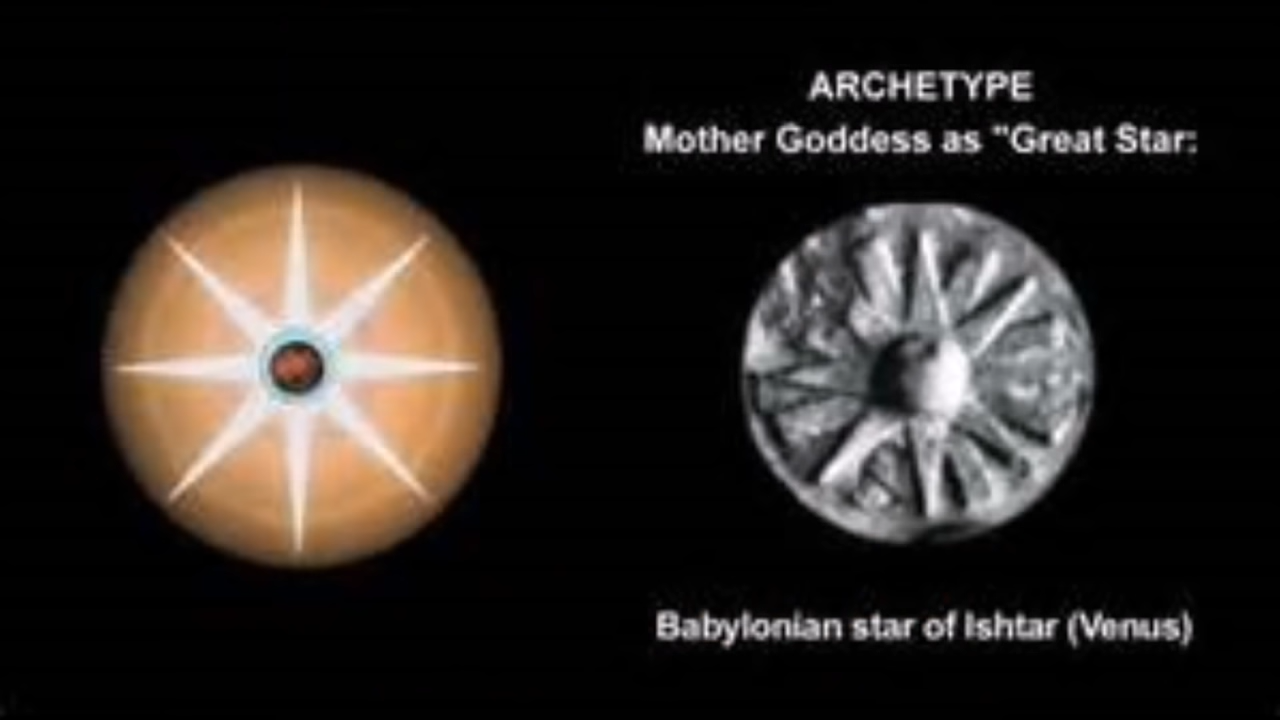 ARCHETYPE
Mother Goddess as "Great Star:
Babylonian star of Ishtar (Venus)